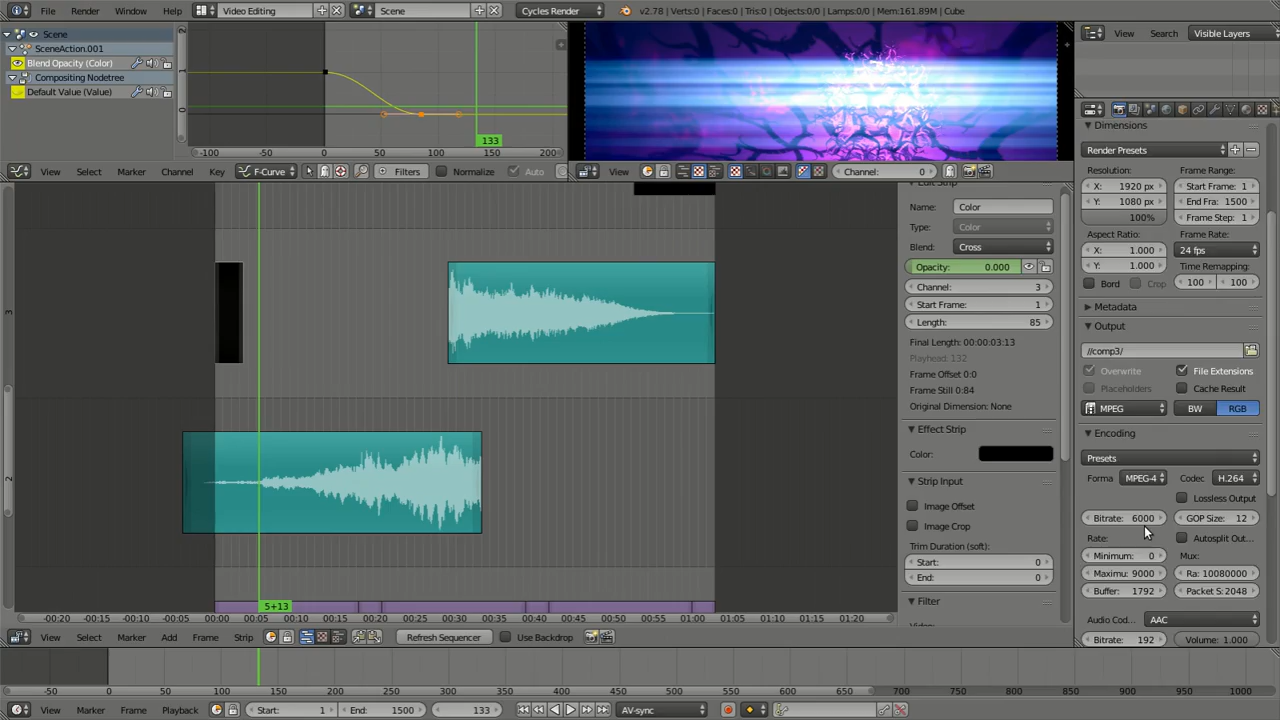 File Render Window Help Video Editing Scene Cycles Render v2.78 | Verts:0 | Faces:0 | Tris:0 | Objects:0/0 | Lamps:0/0 | Mem:161.89M | Cube
Scene
SceneAction.001
Blend Opacity (Color)
Compositing Nodetree
Default Value (Value)
2
1
0
133
-100 -50 0 50 100 150 200
View Select Marker Channel Key F-Curve Filters Normalize Auto
View Channel: 0
View Search Visible Layers
Dimensions
Render Presets
Resolution: Frame Range:
X: 1920 px Start Frame: 1
Y: 1080 px End Fra: 1500
100% Frame Step: 1
Aspect Ratio: Frame Rate:
X: 1.000 24 fps
Y: 1.000 Time Remapping:
Bord Crop 100 100
Metadata
Output
//comp3/
Overwrite File Extensions
Placeholders Cache Result
MPEG BW RGB
Encoding
Presets
Forma MPEG-4 Codec: H.264
Lossless Output
Bitrate: 6000 GOP Size: 12
Rate: Autosplit Out...
Minimum: 0 Mux:
Maximu: 9000 Ra: 10080000
Buffer: 1792 Packet S: 2048
Audio Cod... AAC
Bitrate: 192 Volume: 1.000
Edit Strip
Name: Color
Type: Color
Blend: Cross
Opacity: 0.000
Channel: 3
Start Frame: 1
Length: 85
Final Length: 00:00:03:13
Playhead: 132
Frame Offset 0:0
Frame Still 0:84
Original Dimension: None
Effect Strip
Color:
Strip Input
Image Offset
Image Crop
Trim Duration (soft):
Start: 0
End: 0
Filter
3
2
5+13
-00:20 -00:15 -00:10 -00:05 00:00 00:05 00:10 00:15 00:20 00:25 00:30 00:35 00:40 00:45 00:50 00:55 01:00 01:05 01:10 01:15 01:20
View Select Marker Add Frame Strip Refresh Sequencer Use Backdrop
-50 0 50 100 150 200 250 300 350 400 450 500 550 600 650 700 750 800 850 900 950 1000
View Marker Frame Playback Start: 1 End: 1500 133 AV-sync